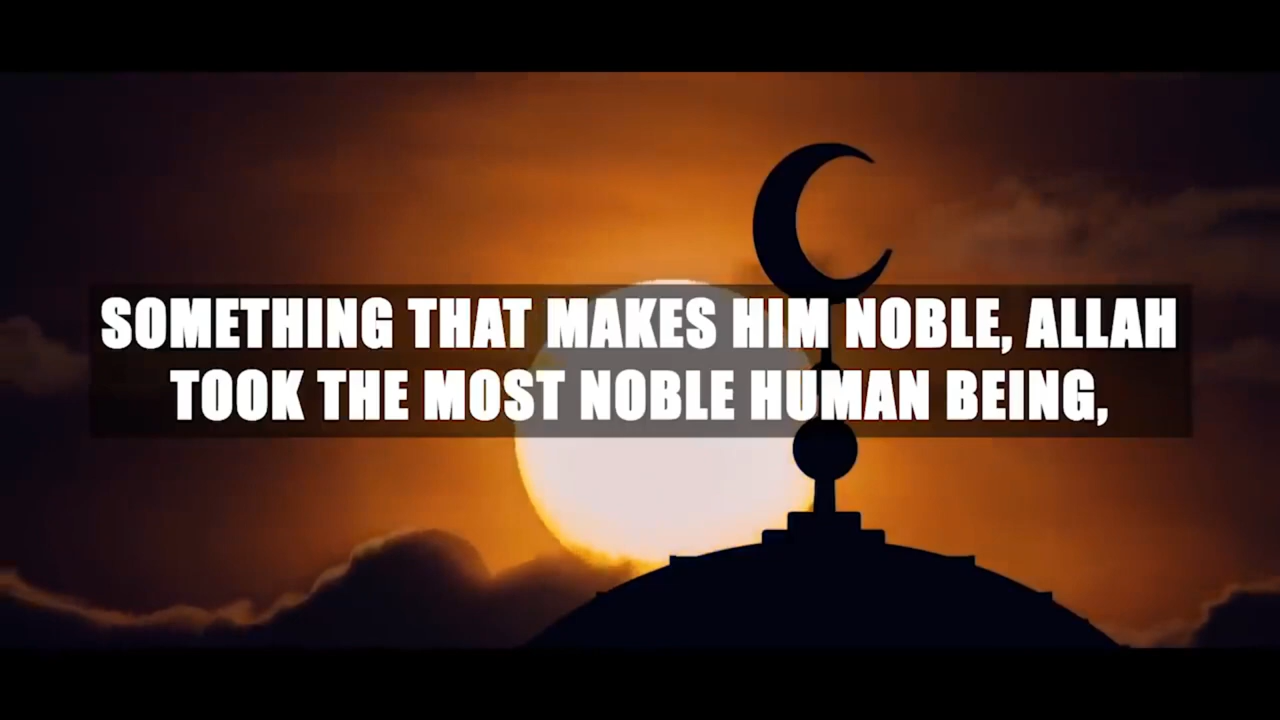 SOMETHING THAT MAKES HIM NOBLE, ALLAH
TOOK THE MOST NOBLE HUMAN BEING,